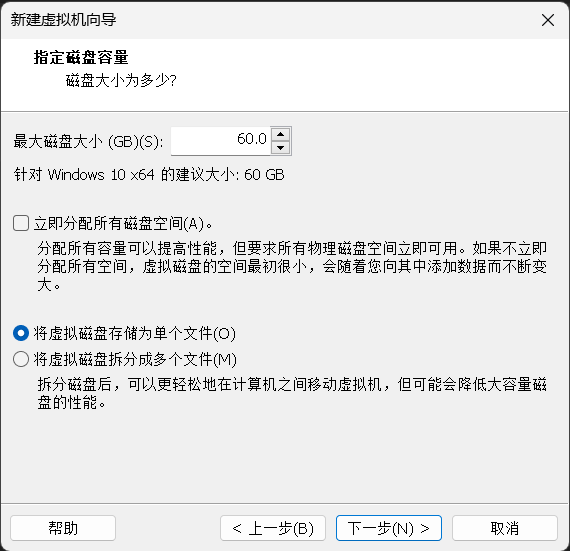 新建虚拟机向导
指定磁盘容量
磁盘大小为多少?
最大磁盘大小 (GB)(S): 60.0
针对 Windows 10 x64 的建议大小: 60 GB
立即分配所有磁盘空间(A)。
分配所有容量可以提高性能，但要求所有物理磁盘空间立即可用。如果不立即
分配所有空间，虚拟磁盘的空间最初很小，会随着您向其中添加数据而不断变
大。
将虚拟磁盘存储为单个文件(O)
将虚拟磁盘拆分成多个文件(M)
拆分磁盘后，可以更轻松地在计算机之间移动虚拟机，但可能会降低大容量磁
盘的性能。
帮助 < 上一步(B) 下一步(N) > 取消